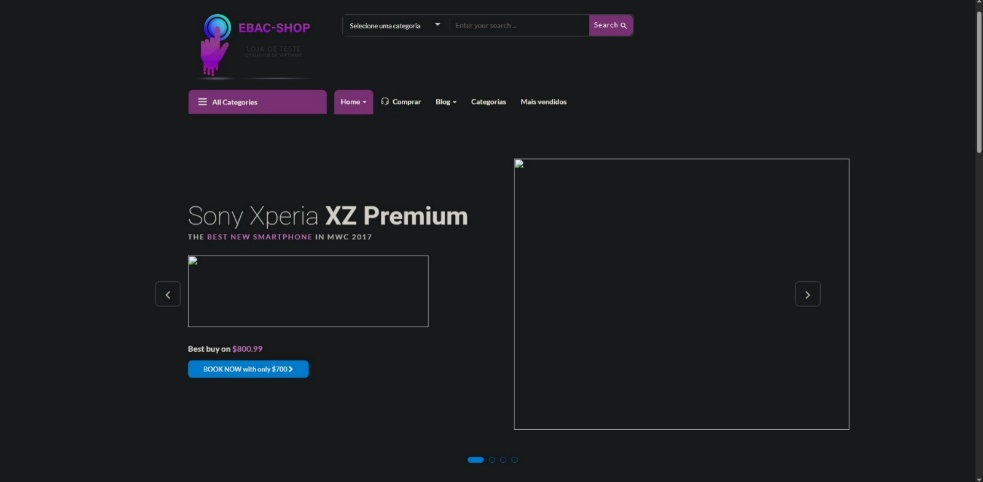 EBAC-SHOP
LOJA DE TESTE
Selecione uma categoria
Enter your search ...
Search
All Categories
Home
Comprar
Blog
Categorias
Mais vendidos
Sony Xperia XZ Premium
THE BEST NEW SMARTPHONE IN MWC 2017
Best buy on $800.99
BOOK NOW with only $700